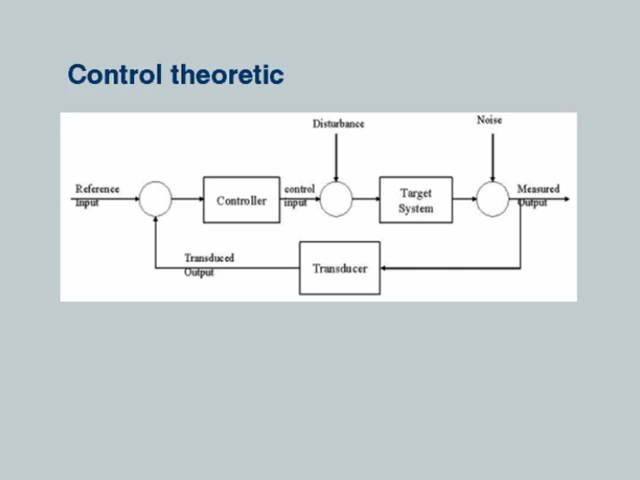 Control theoretic
Disturbance
Noise
Reference
Input
Controller
control
input
Target
System
Measured
Output
Transduced
Output
Transducer